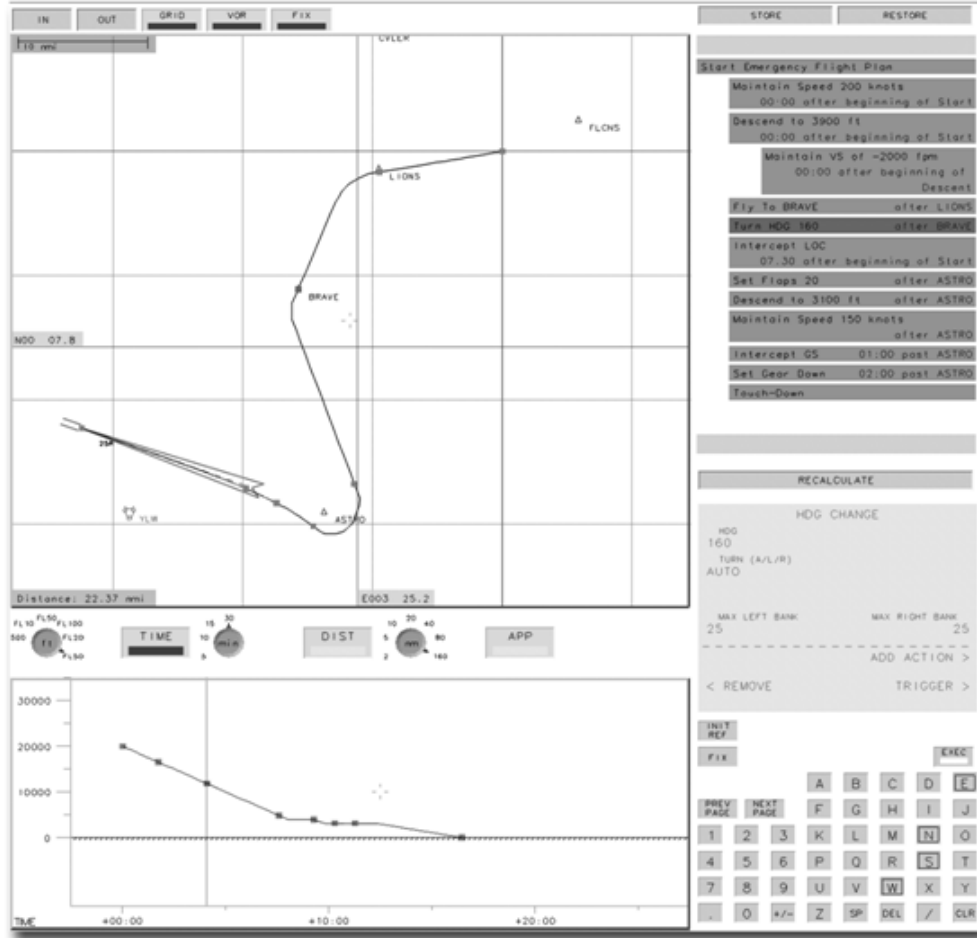 IN OUT GRID VOR FIX
STORE RESTORE
10 nmi
CVLER
FLCNS
LIONS
BRAVE
N00 07.8
25R
YLW
ASTRO
Distance: 22.37 nmi
E003 25.2
Start Emergency Flight Plan
Maintain Speed 200 knots
00:00 after beginning of Start
Descend to 3900 ft
00:00 after beginning of Start
Maintain VS of -2000 fpm
00:00 after beginning of
Descent
Fly To BRAVE after LIONS
Turn HDG 160 after BRAVE
Intercept LOC
07.30 after beginning of Start
Set Flaps 20 after ASTRO
Descend to 3100 ft after ASTRO
Maintain Speed 150 knots
after ASTRO
Intercept GS 01:00 past ASTRO
Set Gear Down 02:00 past ASTRO
Touch-Down
RECALCULATE
HDG CHANGE
HDG
160
TURN (A/L/R)
AUTO
MAX LEFT BANK MAX RIGHT BANK
25 25
ADD ACTION >
< REMOVE TRIGGER >
FL10 FL50 FL100
500 ft FL20
FL50
TIME
15 30
10 min
5
DIST
10 20 40
5 nm 80
2 160
APP
30000
20000
10000
0
TIME +00:00 +10:00 +20:00
INIT
REF
FIX EXEC
A B C D E
PREV PAGE NEXT PAGE F G H I J
1 2 3 K L M N O
4 5 6 P Q R S T
7 8 9 U V W X Y
. 0 +/- Z SP DEL / CLR